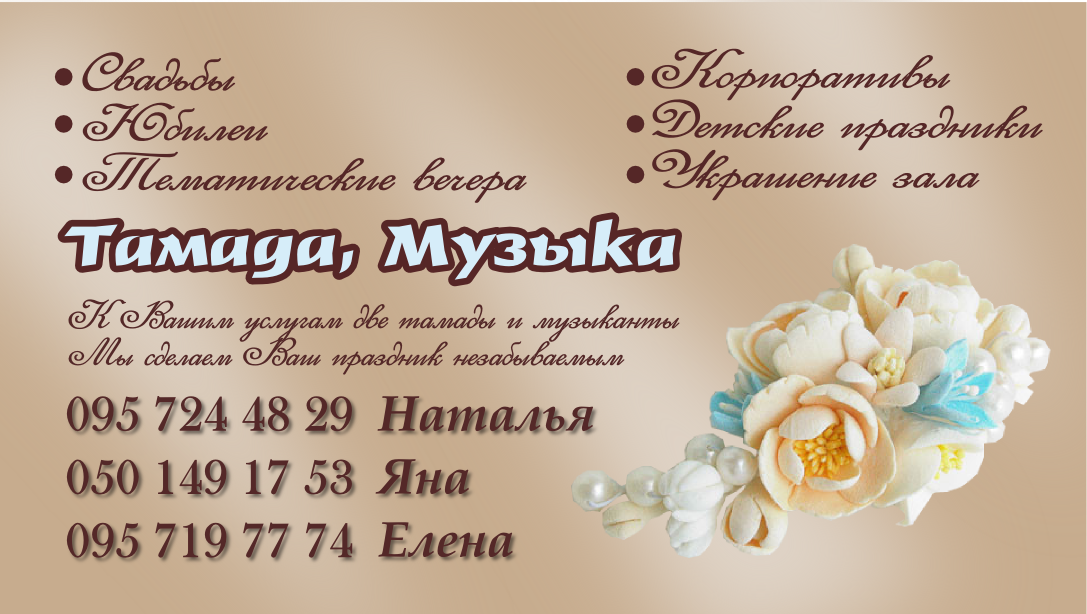 • Свадьбы
• Юбилеи
• Тематические вечера
• Корпоративы
• Детские праздники
• Украшение зала
Тамада, Музыка
К Вашим услугам две тамады и музыканты
Мы сделаем Ваш праздник незабываемым
095 724 48 29 Наталья
050 149 17 53 Яна
095 719 77 74 Елена